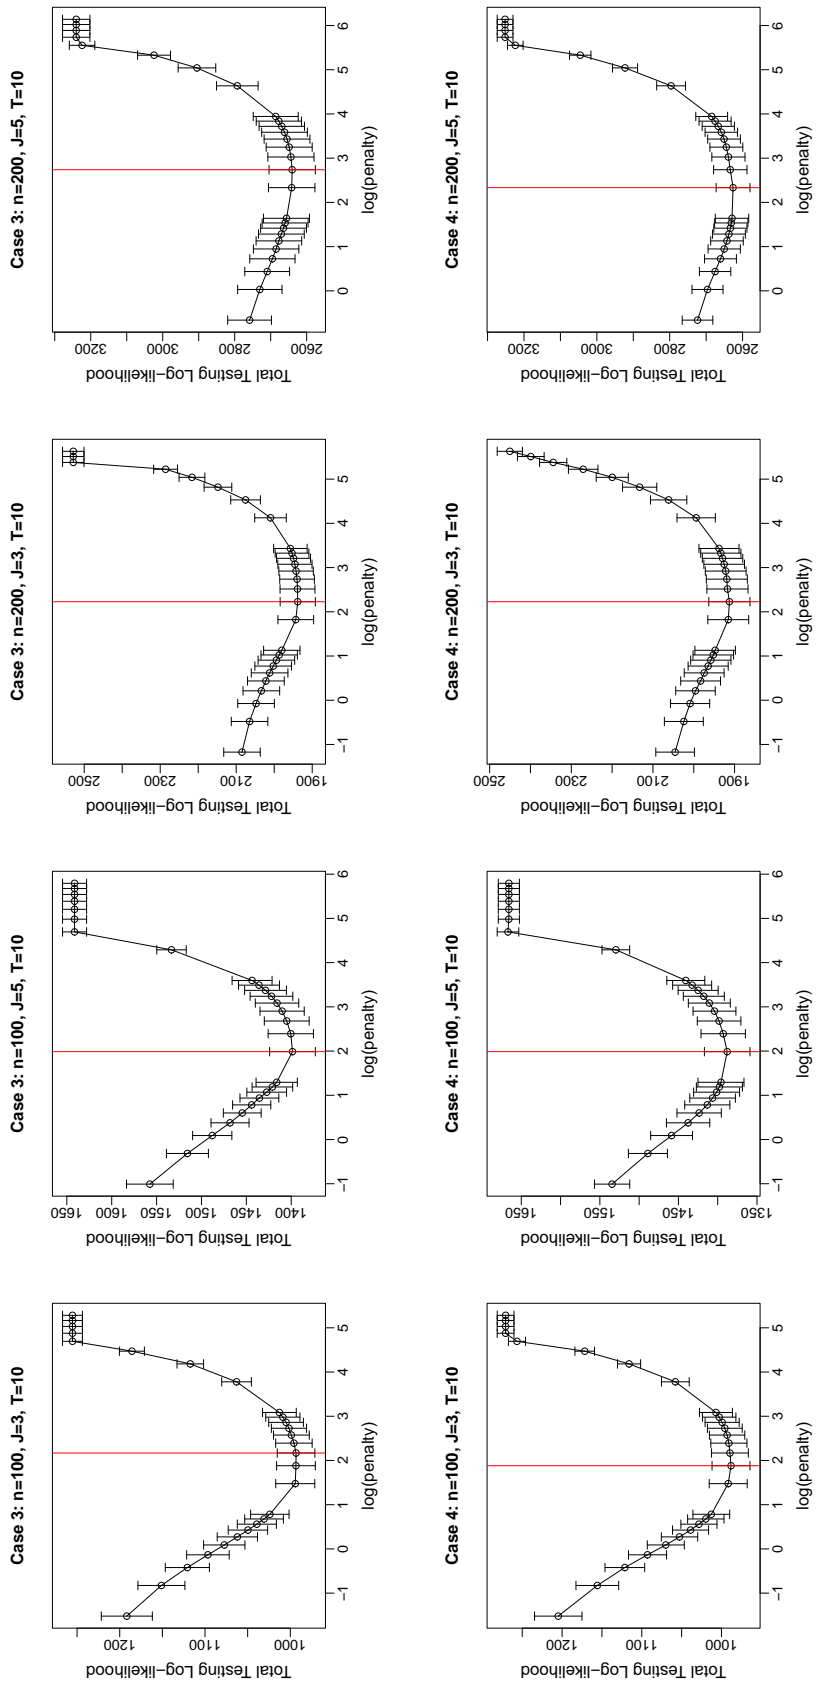 Case 3: n=100, J=3, T=10
Total Testing Log−likelihood
1000 1100 1200
−1 0 1 2 3 4 5
log(penalty)
Case 3: n=100, J=5, T=10
Total Testing Log−likelihood
1400 1450 1500 1550 1600 1650
−1 0 1 2 3 4 5 6
log(penalty)
Case 3: n=200, J=3, T=10
Total Testing Log−likelihood
1900 2100 2300 2500
−1 0 1 2 3 4 5
log(penalty)
Case 3: n=200, J=5, T=10
Total Testing Log−likelihood
2600 2800 3000 3200
0 1 2 3 4 5 6
log(penalty)
Case 4: n=100, J=3, T=10
Total Testing Log−likelihood
1000 1100 1200
−1 0 1 2 3 4 5
log(penalty)
Case 4: n=100, J=5, T=10
Total Testing Log−likelihood
1350 1450 1550 1650
−1 0 1 2 3 4 5 6
log(penalty)
Case 4: n=200, J=3, T=10
Total Testing Log−likelihood
1900 2100 2300 2500
−1 0 1 2 3 4 5
log(penalty)
Case 4: n=200, J=5, T=10
Total Testing Log−likelihood
2600 2800 3000 3200
0 1 2 3 4 5 6
log(penalty)